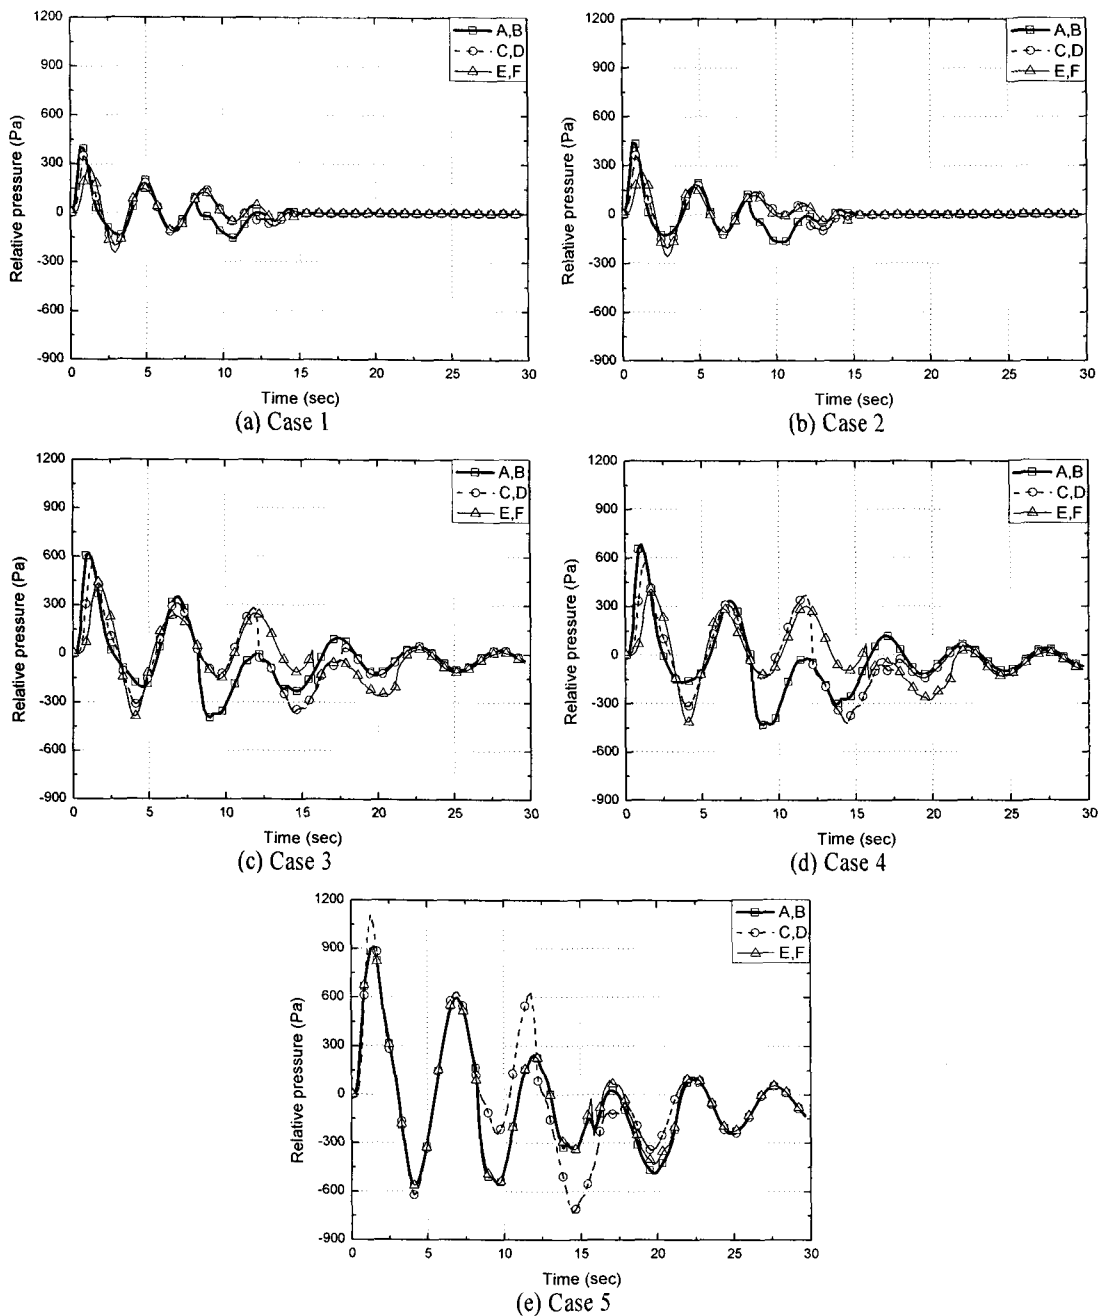 1200
900
600
300
0
-300
-600
-900
Relative pressure (Pa)
A,B
C,D
E,F
0 5 10 15 20 25 30
Time (sec)
(a) Case 1
1200
900
600
300
0
-300
-600
-900
Relative pressure (Pa)
A,B
C,D
E,F
0 5 10 15 20 25 30
Time (sec)
(b) Case 2
1200
900
600
300
0
-300
-600
-900
Relative pressure (Pa)
A,B
C,D
E,F
0 5 10 15 20 25 30
Time (sec)
(c) Case 3
1200
900
600
300
0
-300
-600
-900
Relative pressure (Pa)
A,B
C,D
E,F
0 5 10 15 20 25 30
Time (sec)
(d) Case 4
1200
900
600
300
0
-300
-600
-900
Relative pressure (Pa)
A,B
C,D
E,F
0 5 10 15 20 25 30
Time (sec)
(e) Case 5